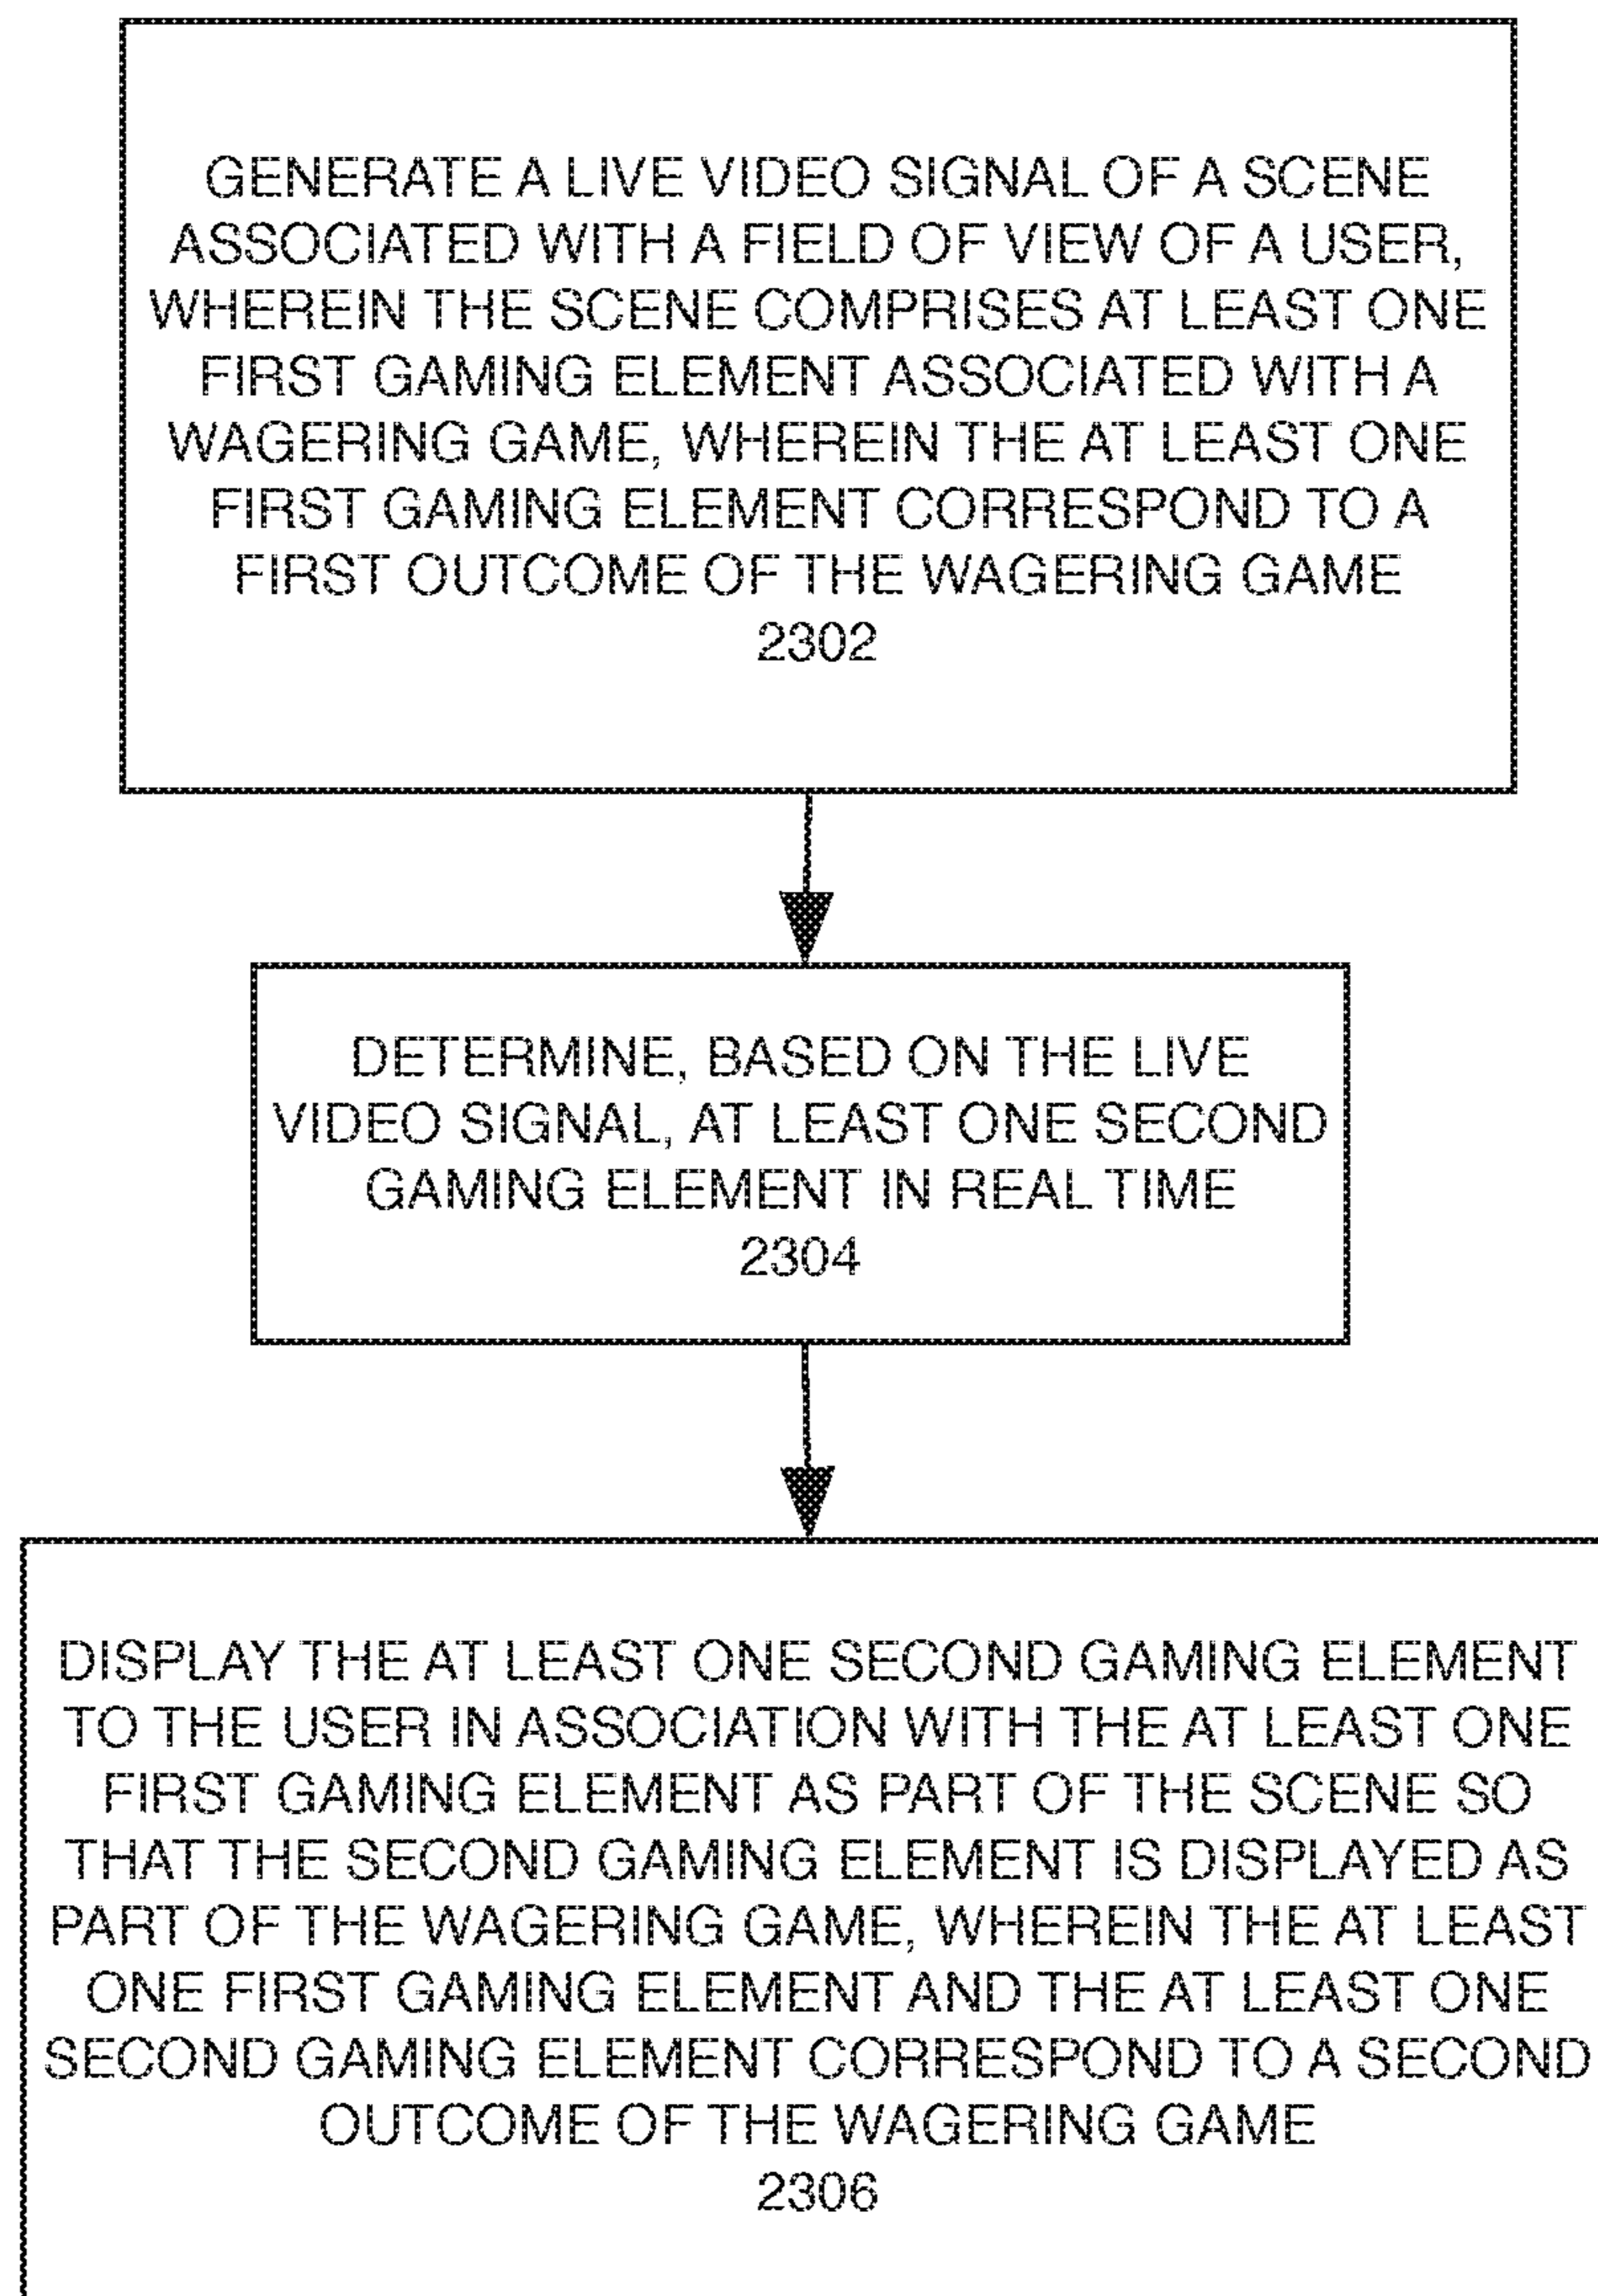 GENERATE A LIVE VIDEO SIGNAL OF A SCENE
ASSOCIATED WITH A FIELD OF VIEW OF A USER,
WHEREIN THE SCENE COMPRISES AT LEAST ONE
FIRST GAMING ELEMENT ASSOCIATED WITH A
WAGERING GAME, WHEREIN THE AT LEAST ONE
FIRST GAMING ELEMENT CORRESPOND TO A
FIRST OUTCOME OF THE WAGERING GAME
2302
DETERMINE, BASED ON THE LIVE
VIDEO SIGNAL, AT LEAST ONE SECOND
GAMING ELEMENT IN REAL TIME
2304
DISPLAY THE AT LEAST ONE SECOND GAMING ELEMENT
TO THE USER IN ASSOCIATION WITH THE AT LEAST ONE
FIRST GAMING ELEMENT AS PART OF THE SCENE SO
THAT THE SECOND GAMING ELEMENT IS DISPLAYED AS
PART OF THE WAGERING GAME, WHEREIN THE AT LEAST
ONE FIRST GAMING ELEMENT AND THE AT LEAST ONE
SECOND GAMING ELEMENT CORRESPOND TO A SECOND
OUTCOME OF THE WAGERING GAME
2306